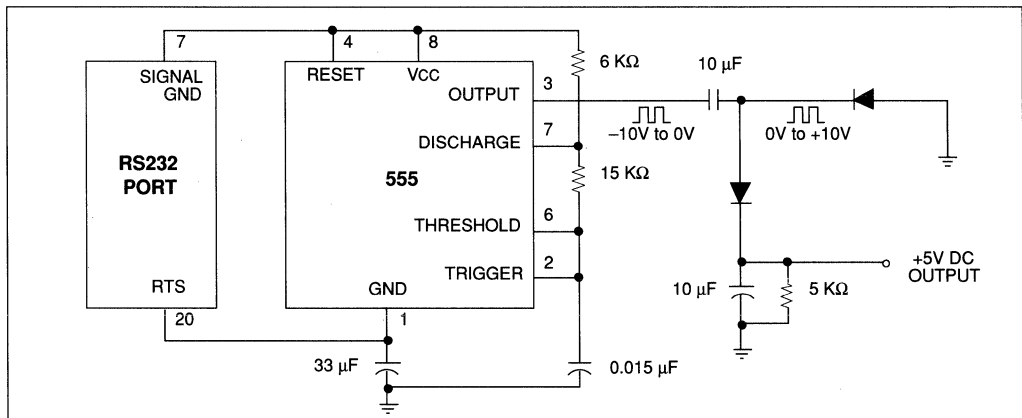 7
4
8
SIGNAL
GND
RESET
VCC
6 KΩ
10 µF
3
OUTPUT
–10V to 0V
0V to +10V
7
DISCHARGE
RS232
PORT
555
15 KΩ
6
THRESHOLD
2
TRIGGER
+5V DC
OUTPUT
RTS
GND
10 µF
5 KΩ
20
1
33 µF
0.015 µF